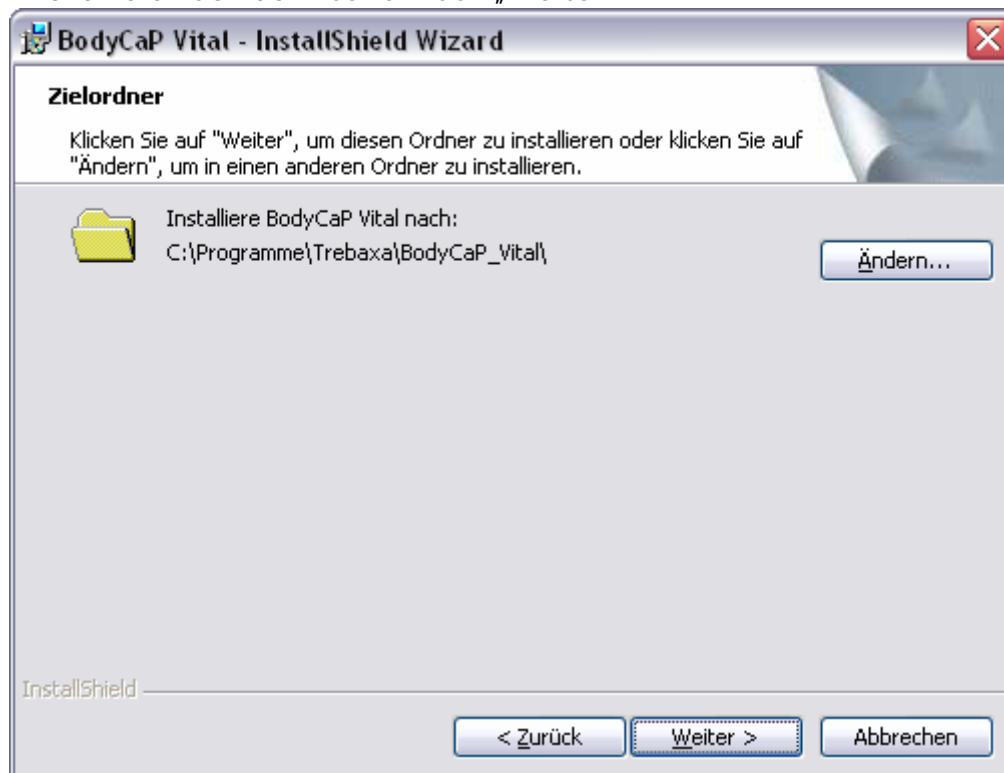 BodyCaP Vital - InstallShield Wizard
Zielordner
Klicken Sie auf "Weiter", um diesen Ordner zu installieren oder klicken Sie auf
"Ändern", um in einen anderen Ordner zu installieren.
Installiere BodyCaP Vital nach:
C:\Programme\Trebaxa\BodyCaP_Vital\
Ändern...
InstallShield
< Zurück
Weiter >
Abbrechen